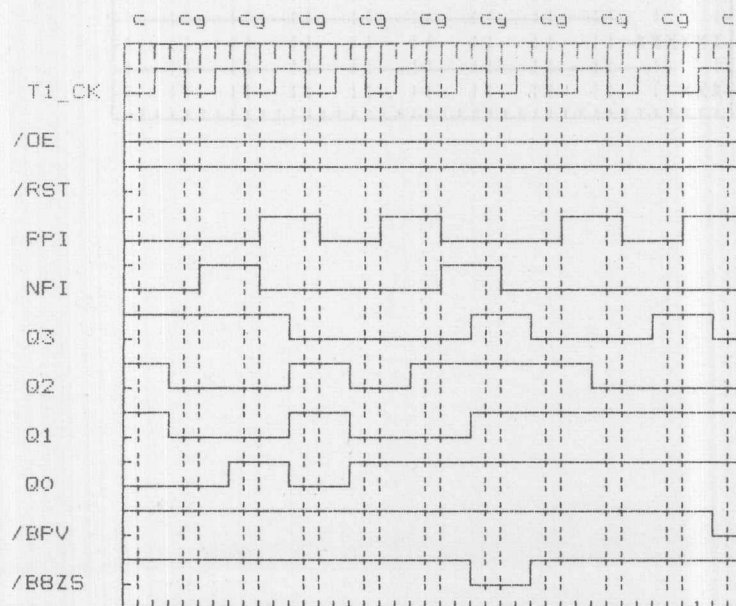 c cg cg cg cg cg cg cg cg cg c
T1_CK
/OE
/RST
PPI
NPI
Q3
Q2
Q1
Q0
/BPV
/B8ZS